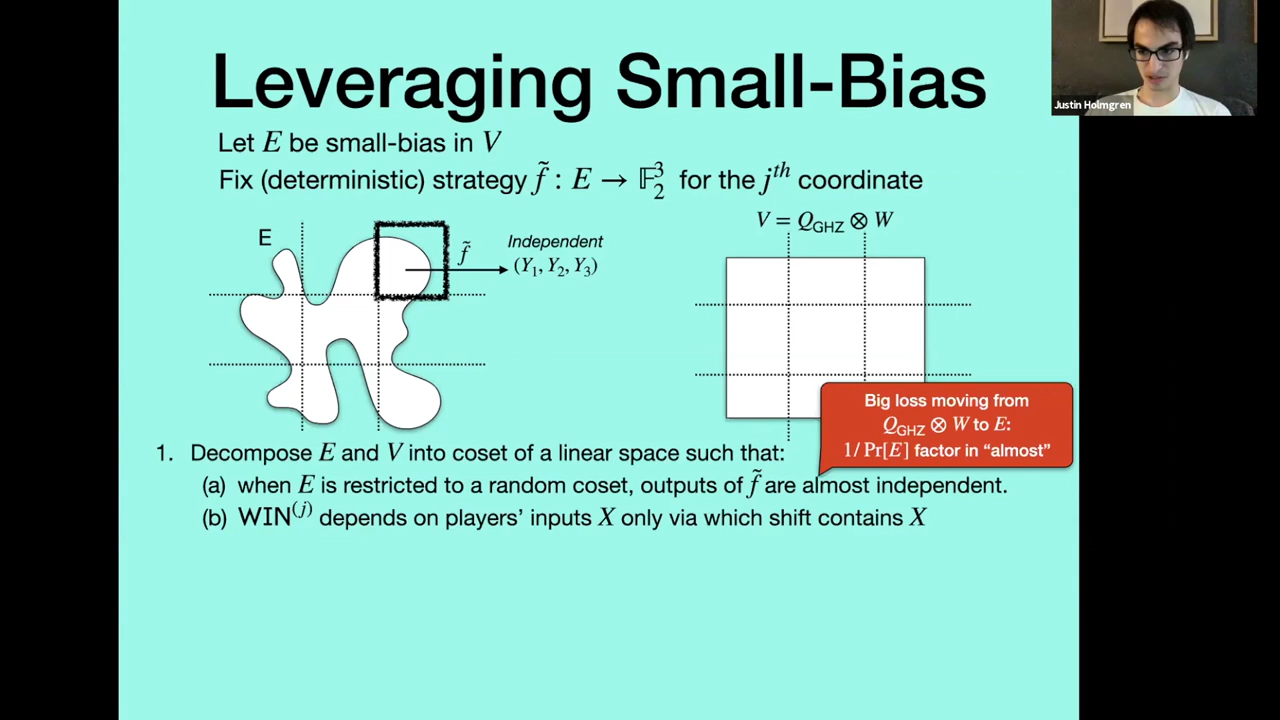 Leveraging Small-Bias
Justin Holmgren
Let E be small-bias in V
Fix (deterministic) strategy f̃ : E → 𝔽₂³ for the jᵗʰ coordinate
E
f̃
Independent
(Y₁, Y₂, Y₃)
V = Q_GHZ ⊗ W
Big loss moving from
Q_GHZ ⊗ W to E:
1/ Pr[E] factor in “almost”
1. Decompose E and V into coset of a linear space such that:
(a) when E is restricted to a random coset, outputs of f̃ are almost independent.
(b) WIN⁽ʲ⁾ depends on players’ inputs X only via which shift contains X